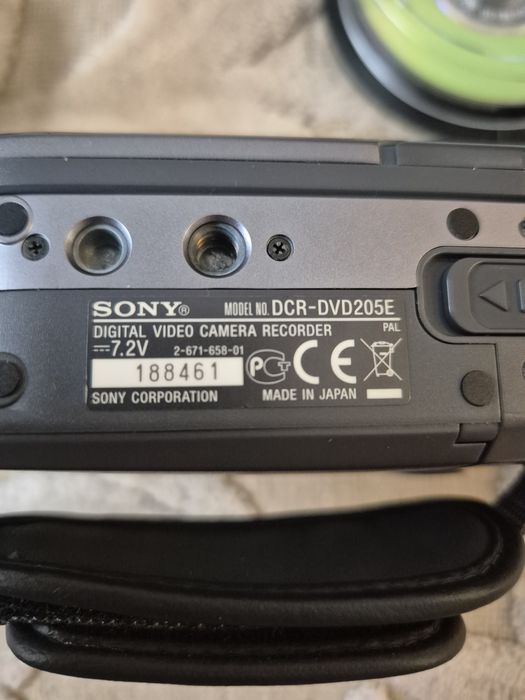 SONY® MODEL NO. DCR-DVD205E
DIGITAL VIDEO CAMERA RECORDER PAL
7.2V 2-671-658-01
188461
SONY CORPORATION MADE IN JAPAN